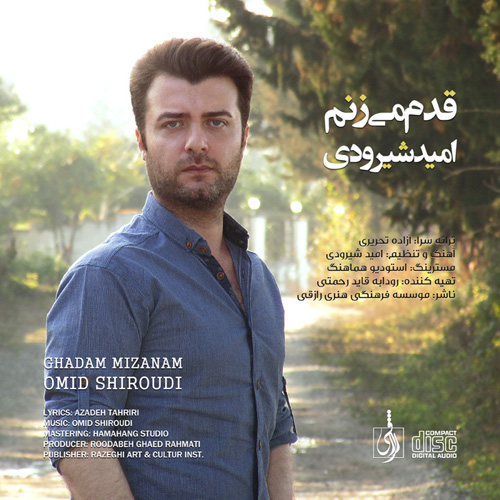 قدم می‌زنم
امید شیرودی
ترانه سرا: آزاده تحریری
آهنگ و تنظیم: امید شیرودی
مسترینگ: استودیو هماهنگ
تهیه کننده: رودابه قاید رحمتی
ناشر: موسسه فرهنگی هنری رازقی
GHADAM MIZANAM
OMID SHIROUDI
LYRICS: AZADEH TAHRIRI
MUSIC: OMID SHIROUDI
MASTERING: HAMAHANG STUDIO
PRODUCER: ROODABEH GHAED RAHMATI
PUBLISHER: RAZEGHI ART & CULTUR INST.
COMPACT
disc
DIGITAL AUDIO